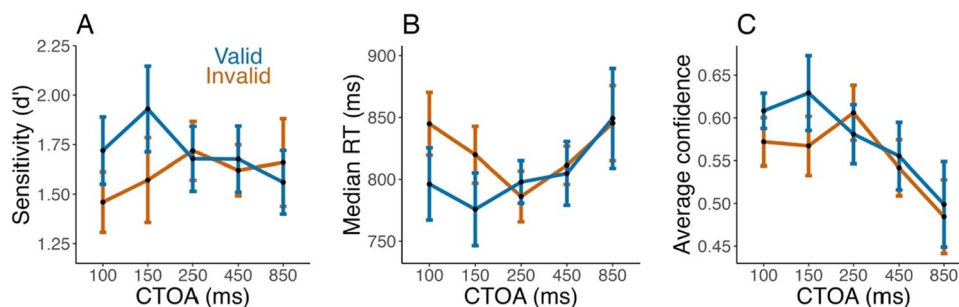 A
Sensitivity (d')
2.25
2.00
1.75
1.50
1.25
Valid
Invalid
100 150 250 450 850
CTOA (ms)
B
Median RT (ms)
900
850
800
750
100 150 250 450 850
CTOA (ms)
C
Average confidence
0.65
0.60
0.55
0.50
0.45
100 150 250 450 850
CTOA (ms)